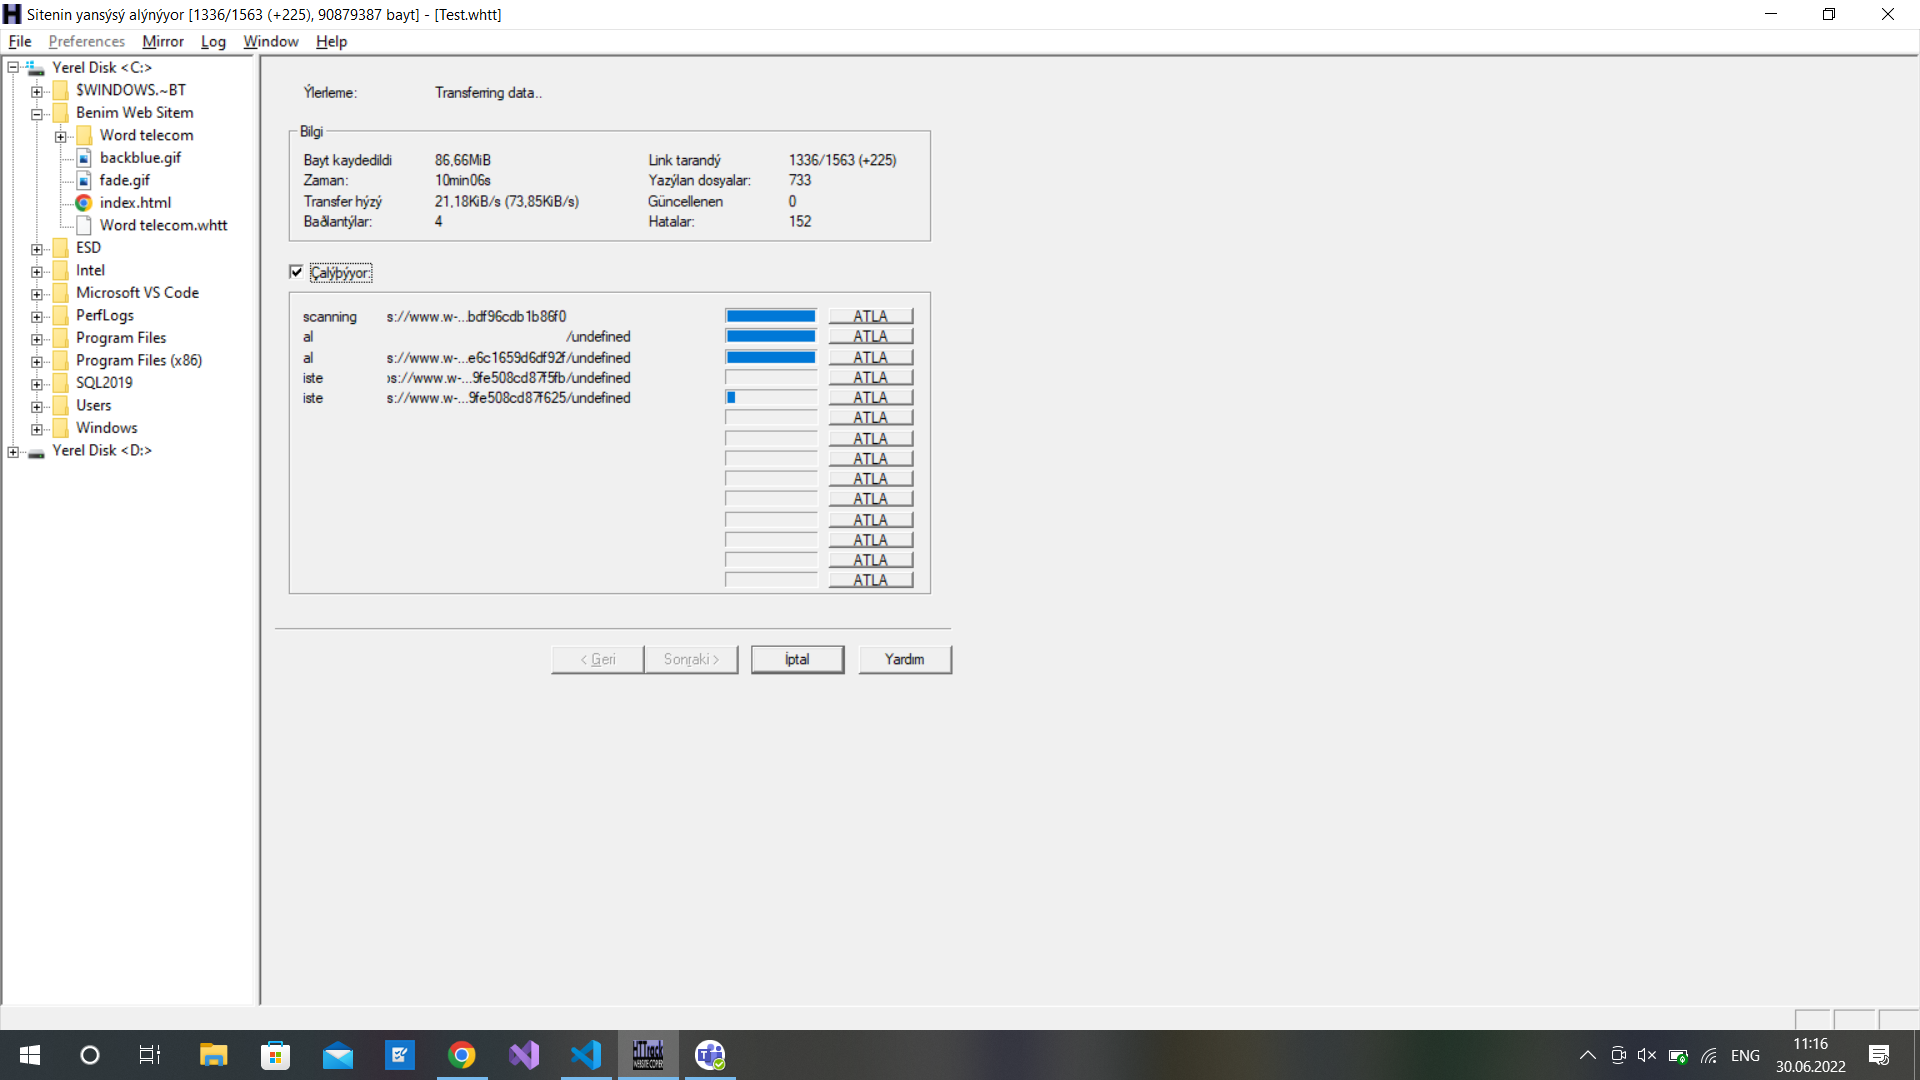 Sitenin yansýsý alýnýyor [1336/1563 (+225), 90879387 bayt] - [Test.whtt]
File Preferences Mirror Log Window Help
Yerel Disk <C:>
$WINDOWS.~BT
Benim Web Sitem
Word telecom
backblue.gif
fade.gif
index.html
Word telecom.whtt
ESD
Intel
Microsoft VS Code
PerfLogs
Program Files
Program Files (x86)
SQL2019
Users
Windows
Yerel Disk <D:>
Ýlerleme: Transferring data..
Bilgi
Bayt kaydedildi 86,66MiB Link tarandý 1336/1563 (+225)
Zaman: 10min06s Yazýlan dosyalar: 733
Transfer hýzý 21,18KiB/s (73,85KiB/s) Güncellenen 0
Baðlantýlar: 4 Hatalar: 152
Çalýþýyor:
scanning s://www.w-...bdf96cdb1b86f0 ATLA
al /undefined ATLA
al s://www.w-...e6c1659d6df92f/undefined ATLA
iste os://www.w-...9fe508cd87f5fb/undefined ATLA
iste s://www.w-...9fe508cd87f625/undefined ATLA
ATLA
ATLA
ATLA
ATLA
ATLA
ATLA
ATLA
ATLA
ATLA
< Geri Sonraki > İptal Yardım
HTTrack
WEBSITE COPIER
ENG
11:16
30.06.2022